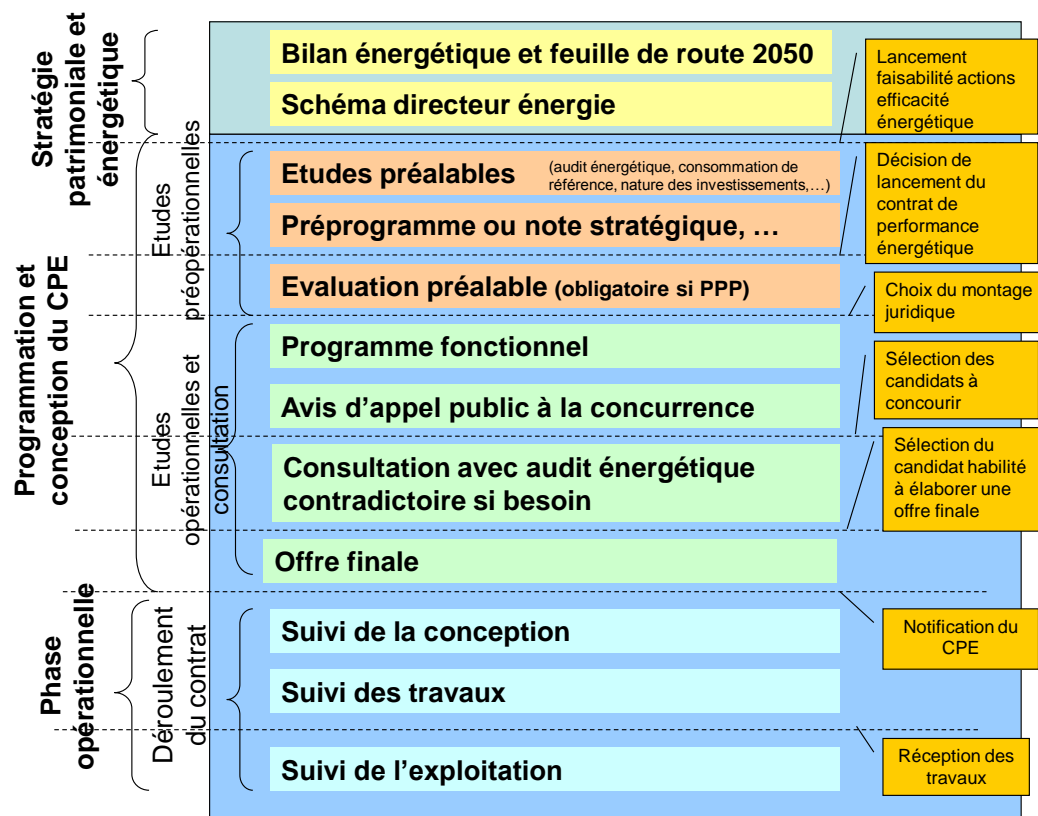 Stratégie
patrimoniale et
énergétique
Bilan énergétique et feuille de route 2050
Schéma directeur énergie
Lancement
faisabilité actions
efficacité
énergétique
Programmation et
conception du CPE
Etudes
préopérationnelles
Etudes préalables
(audit énergétique, consommation de
référence, nature des investissements,…)
Préprogramme ou note stratégique, …
Décision de
lancement du
contrat de
performance
énergétique
Evaluation préalable (obligatoire si PPP)
Choix du montage
juridique
Etudes
opérationnelles et
consultation
Programme fonctionnel
Avis d’appel public à la concurrence
Sélection des
candidats à
concourir
Consultation avec audit énergétique
contradictoire si besoin
Sélection du
candidat habilité
à élaborer une
offre finale
Offre finale
Notification du
CPE
Phase
opérationnelle
Déroulement
du contrat
Suivi de la conception
Suivi des travaux
Réception des
travaux
Suivi de l’exploitation